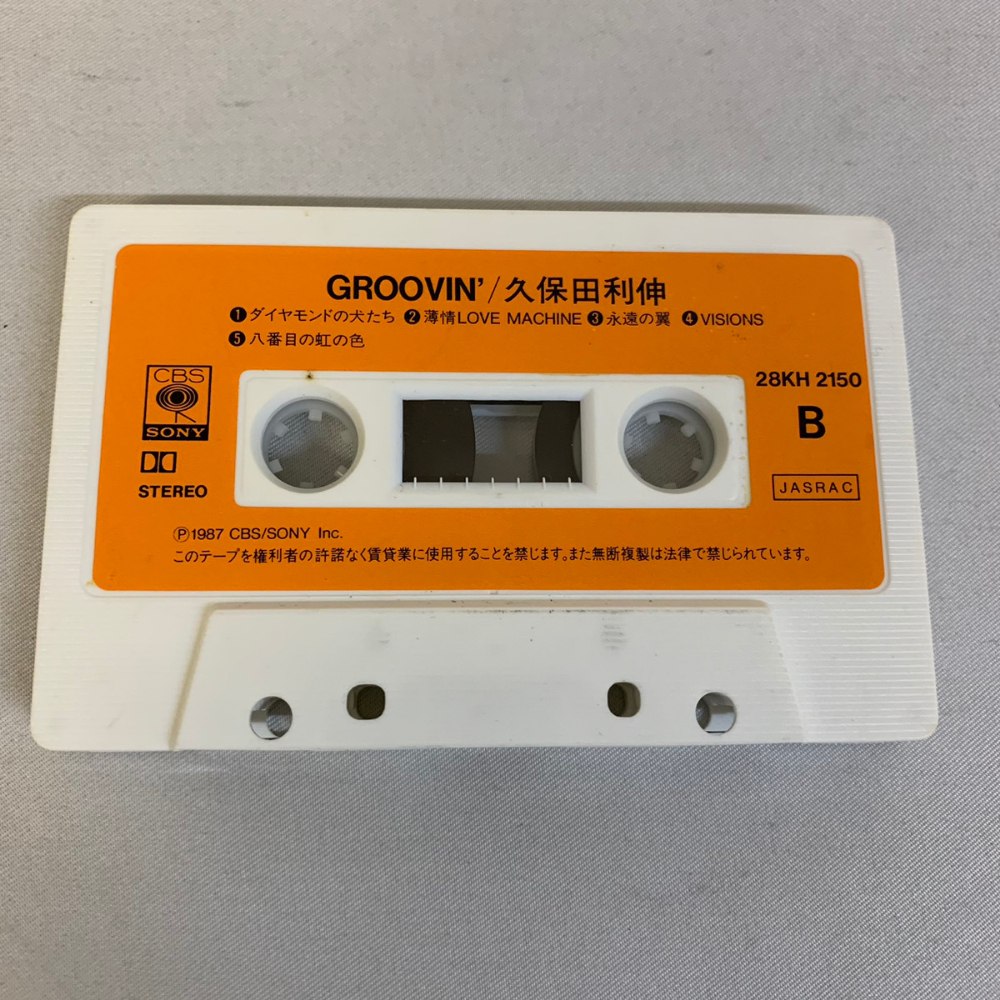 GROOVIN'/久保田利伸
❶ダイヤモンドの犬たち ❷薄情LOVE MACHINE ❸永遠の翼 ❹VISIONS
❺八番目の虹の色
CBS
SONY
STEREO
28KH 2150
B
JASRAC
Ⓟ1987 CBS/SONY Inc.
このテープを権利者の許諾なく賃貸業に使用することを禁じます。また無断複製は法律で禁じられています。